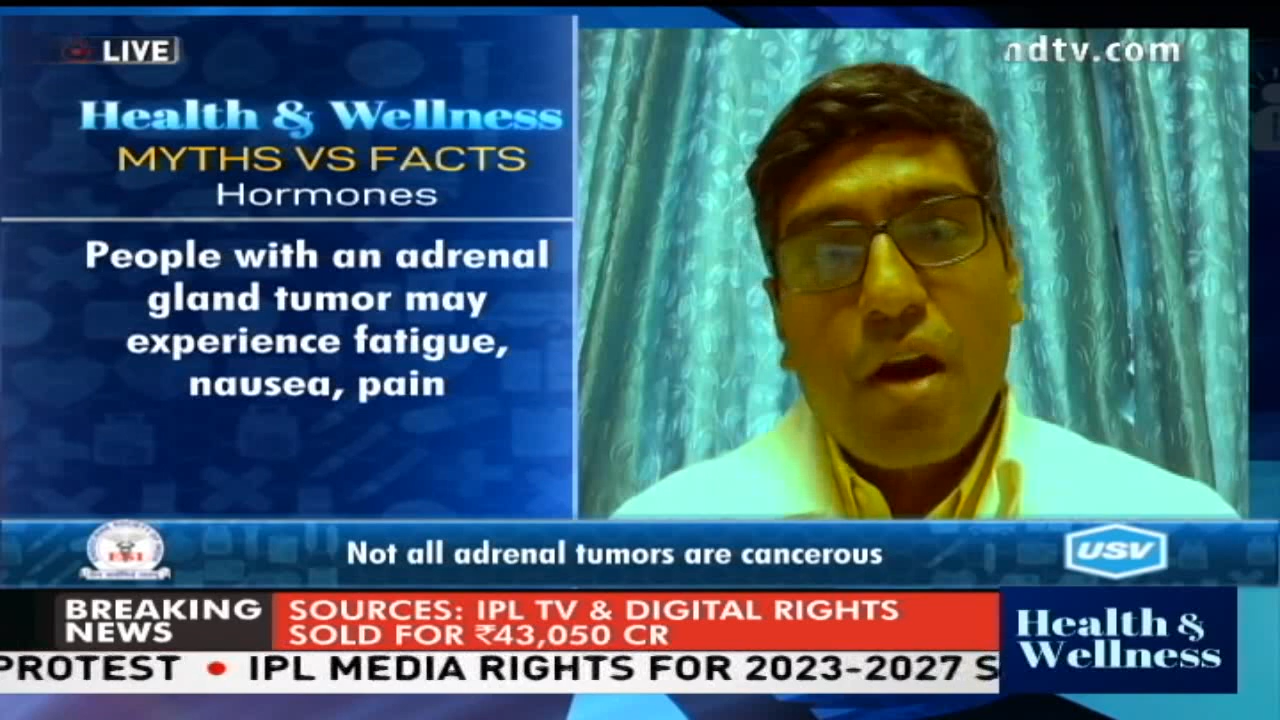 LIVE
ndtv.com
Health & Wellness
MYTHS VS FACTS
Hormones
People with an adrenal
gland tumor may
experience fatigue,
nausea, pain
ESI
Not all adrenal tumors are cancerous
USV
BREAKING
NEWS
SOURCES: IPL TV & DIGITAL RIGHTS
SOLD FOR ₹43,050 CR
Health &
Wellness
PROTEST • IPL MEDIA RIGHTS FOR 2023-2027 S